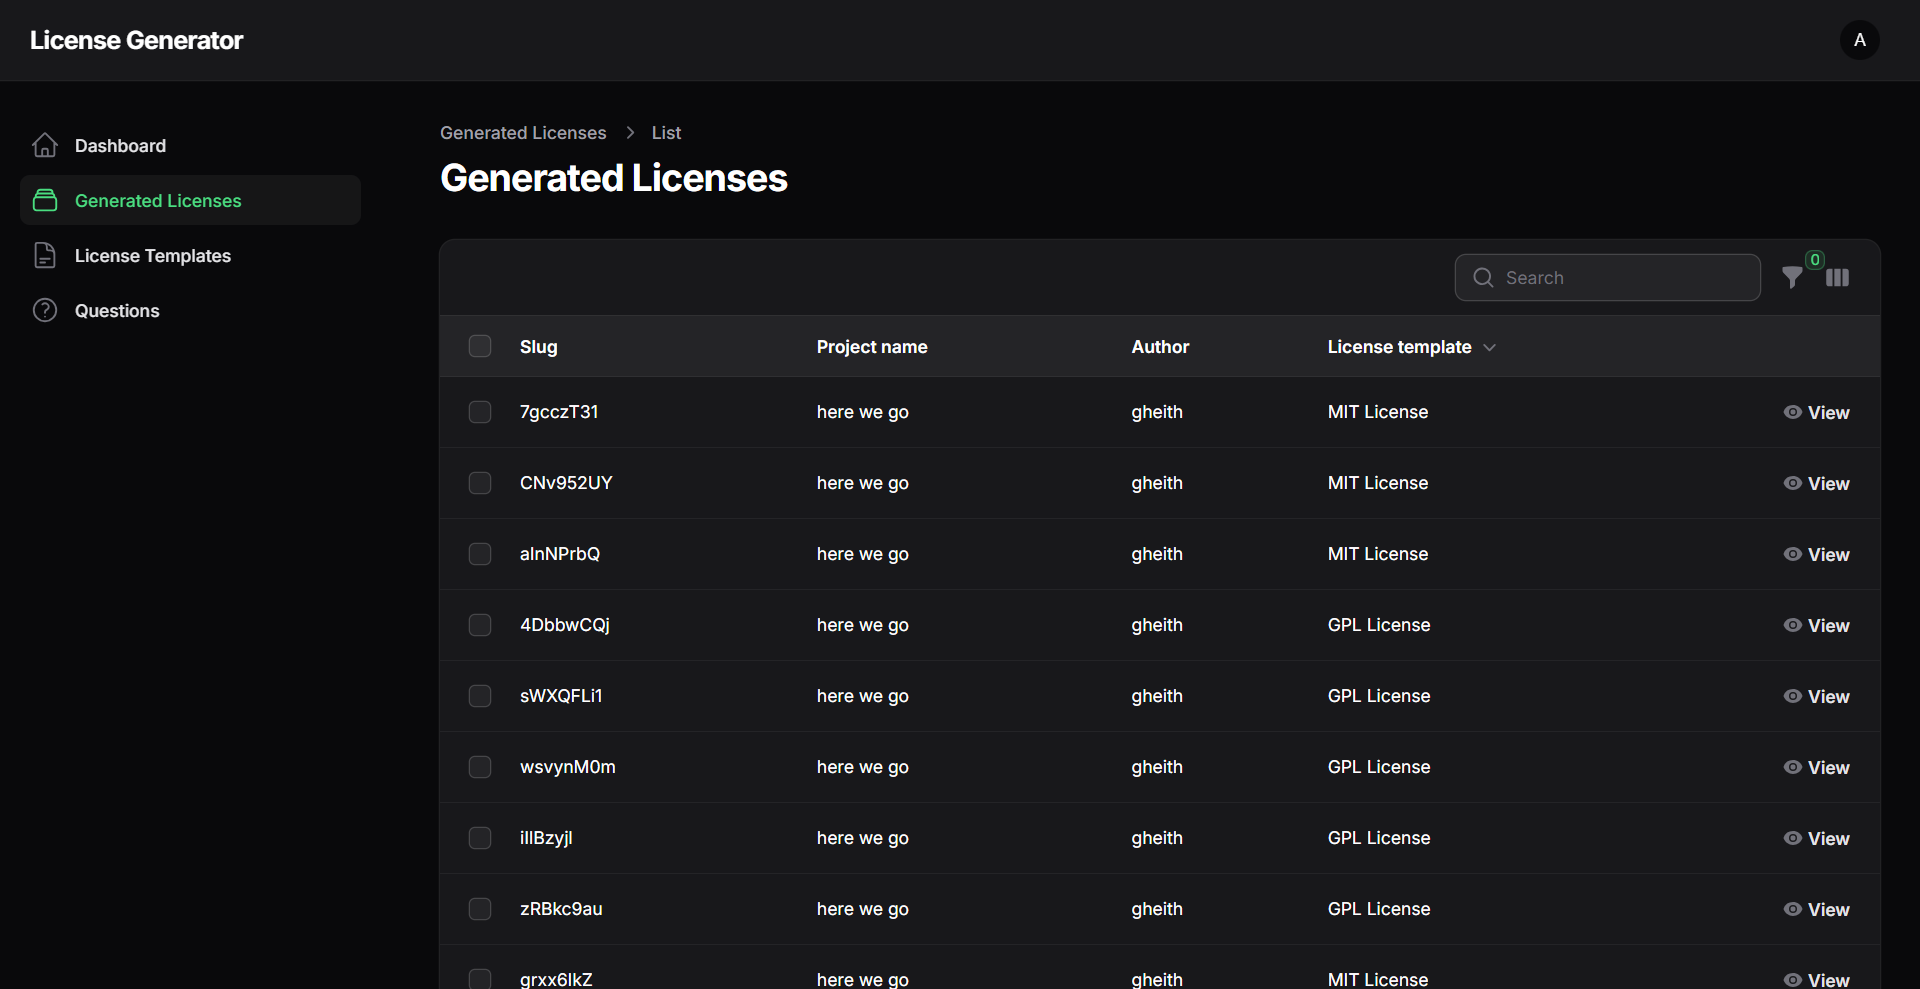 License Generator
A
Dashboard
Generated Licenses
License Templates
Questions
Generated Licenses > List
Generated Licenses
Search
0
Slug Project name Author License template
7gcczT31 here we go gheith MIT License View
CNv952UY here we go gheith MIT License View
here we go gheith MIT License View
4DbbwCQj here we go gheith GPL License View
sWXQFLi1 here we go gheith GPL License View
wsvynM0m here we go gheith GPL License View
here we go gheith GPL License View
zRBkc9au here we go gheith GPL License View
here we go gheith MIT License View